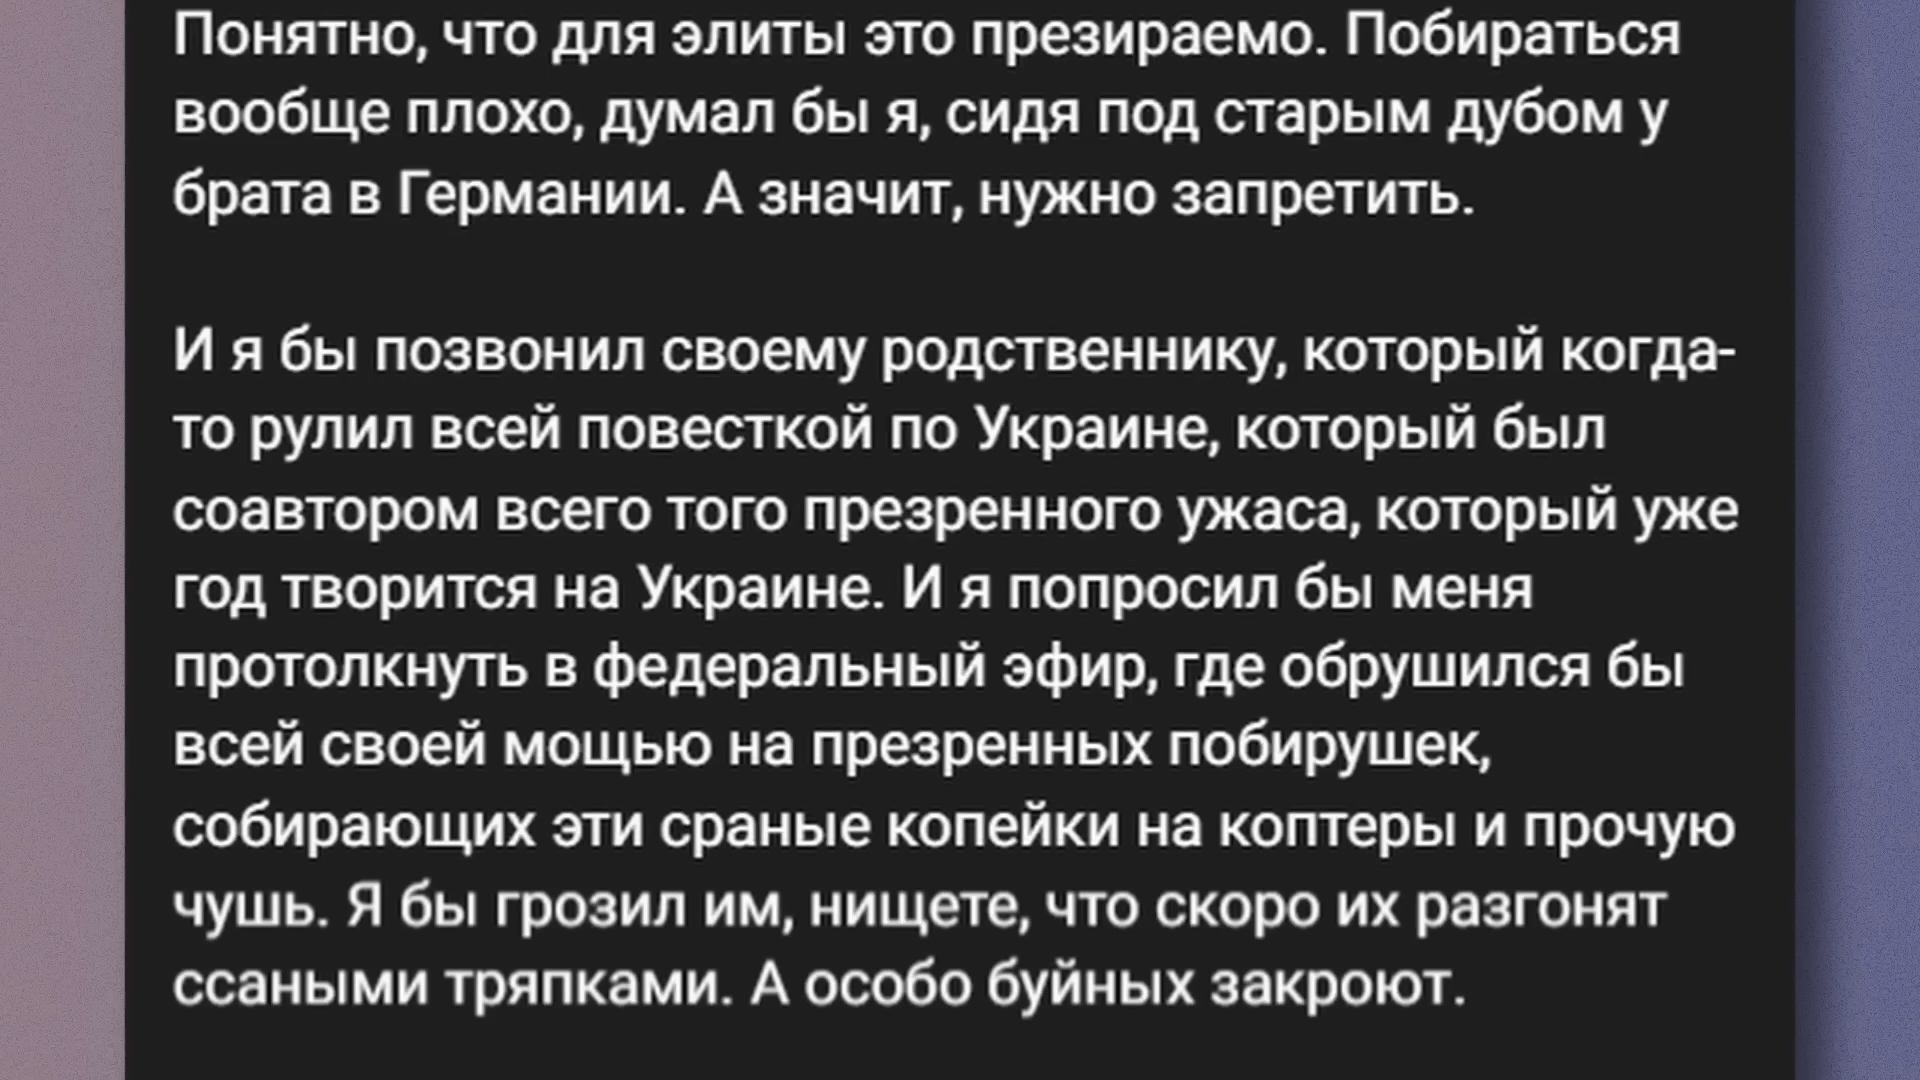 Понятно, что для элиты это презираемо. Побираться
вообще плохо, думал бы я, сидя под старым дубом у
брата в Германии. А значит, нужно запретить.
И я бы позвонил своему родственнику, который когда-
то рулил всей повесткой по Украине, который был
соавтором всего того презренного ужаса, который уже
год творится на Украине. И я попросил бы меня
протолкнуть в федеральный эфир, где обрушился бы
всей своей мощью на презренных побирушек,
собирающих эти сраные копейки на коптеры и прочую
чушь. Я бы грозил им, нищете, что скоро их разгонят
ссаными тряпками. А особо буйных закроют.